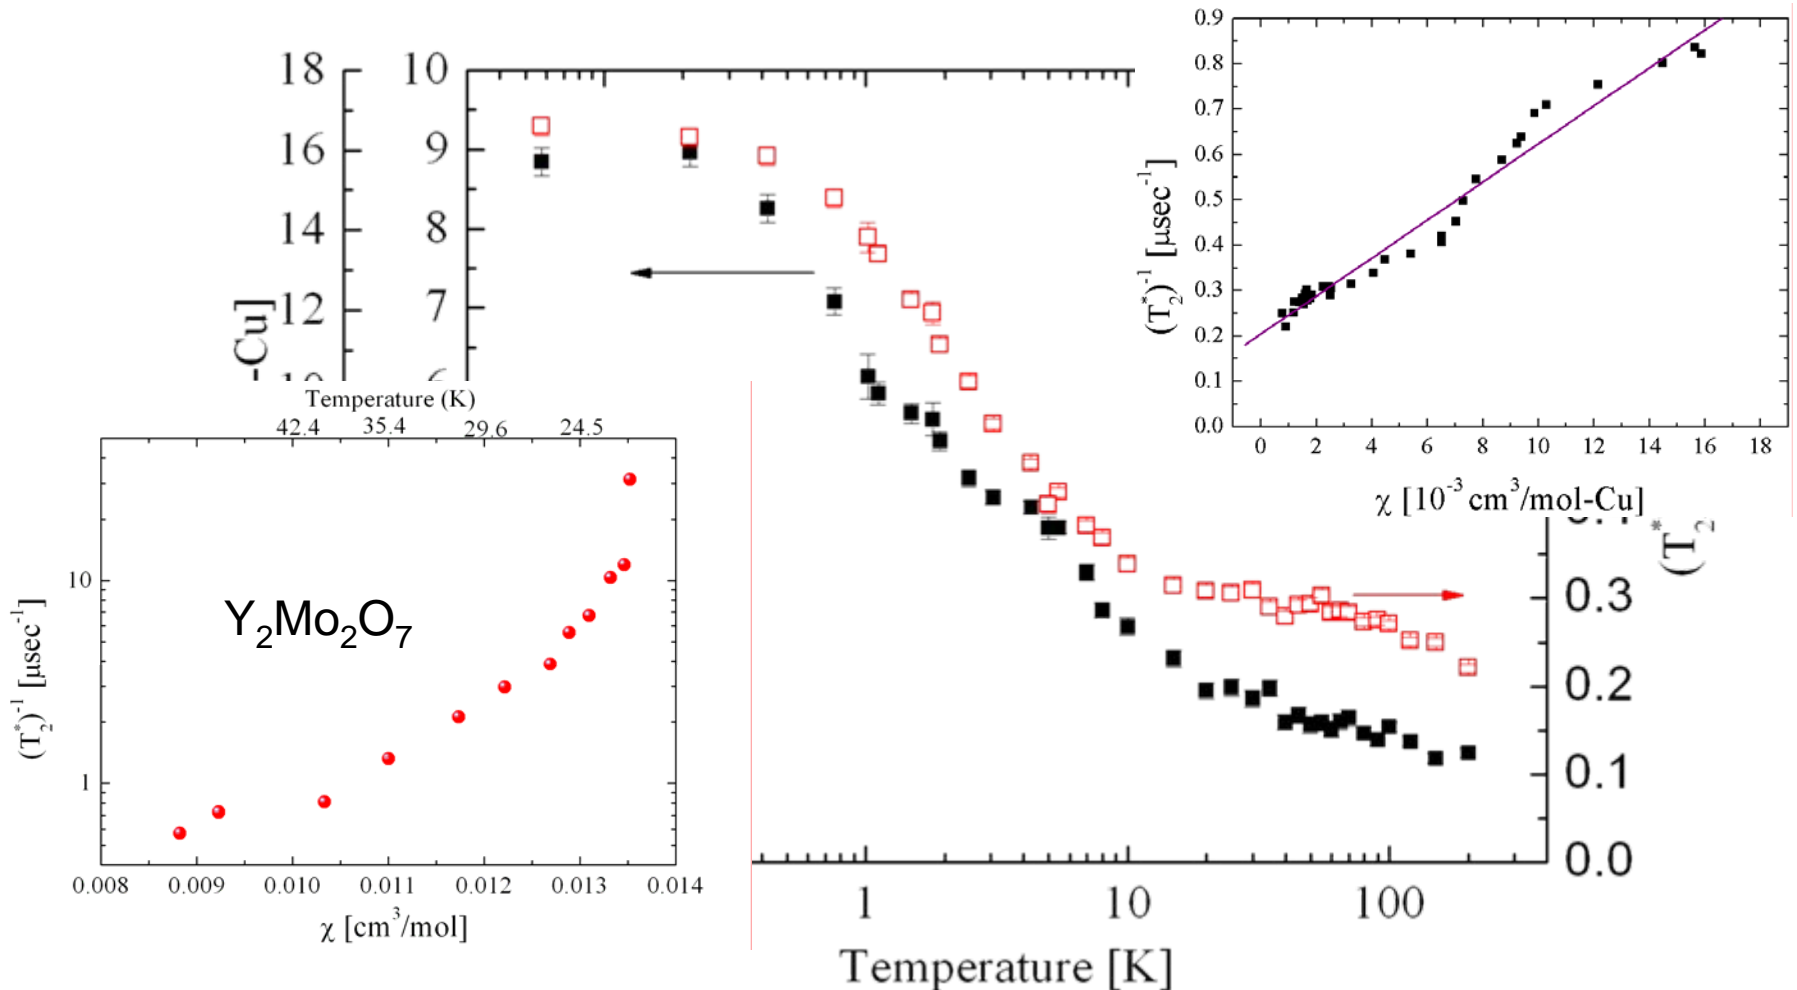 18
16
14
12
10
-Cu]
10
9
8
7
6
1
10
100
Temperature [K]
0.3
0.2
0.1
0.0
(T2*
0.9
0.8
0.7
0.6
0.5
0.4
0.3
0.2
0.1
0.0
(T2*)-1 [μsec-1]
0 2 4 6 8 10 12 14 16 18
χ [10-3 cm3/mol-Cu]
Temperature (K)
42.4 35.4 29.6 24.5
10
1
(T2*)-1 [μsec-1]
Y2Mo2O7
0.008 0.009 0.010 0.011 0.012 0.013 0.014
χ [cm3/mol]